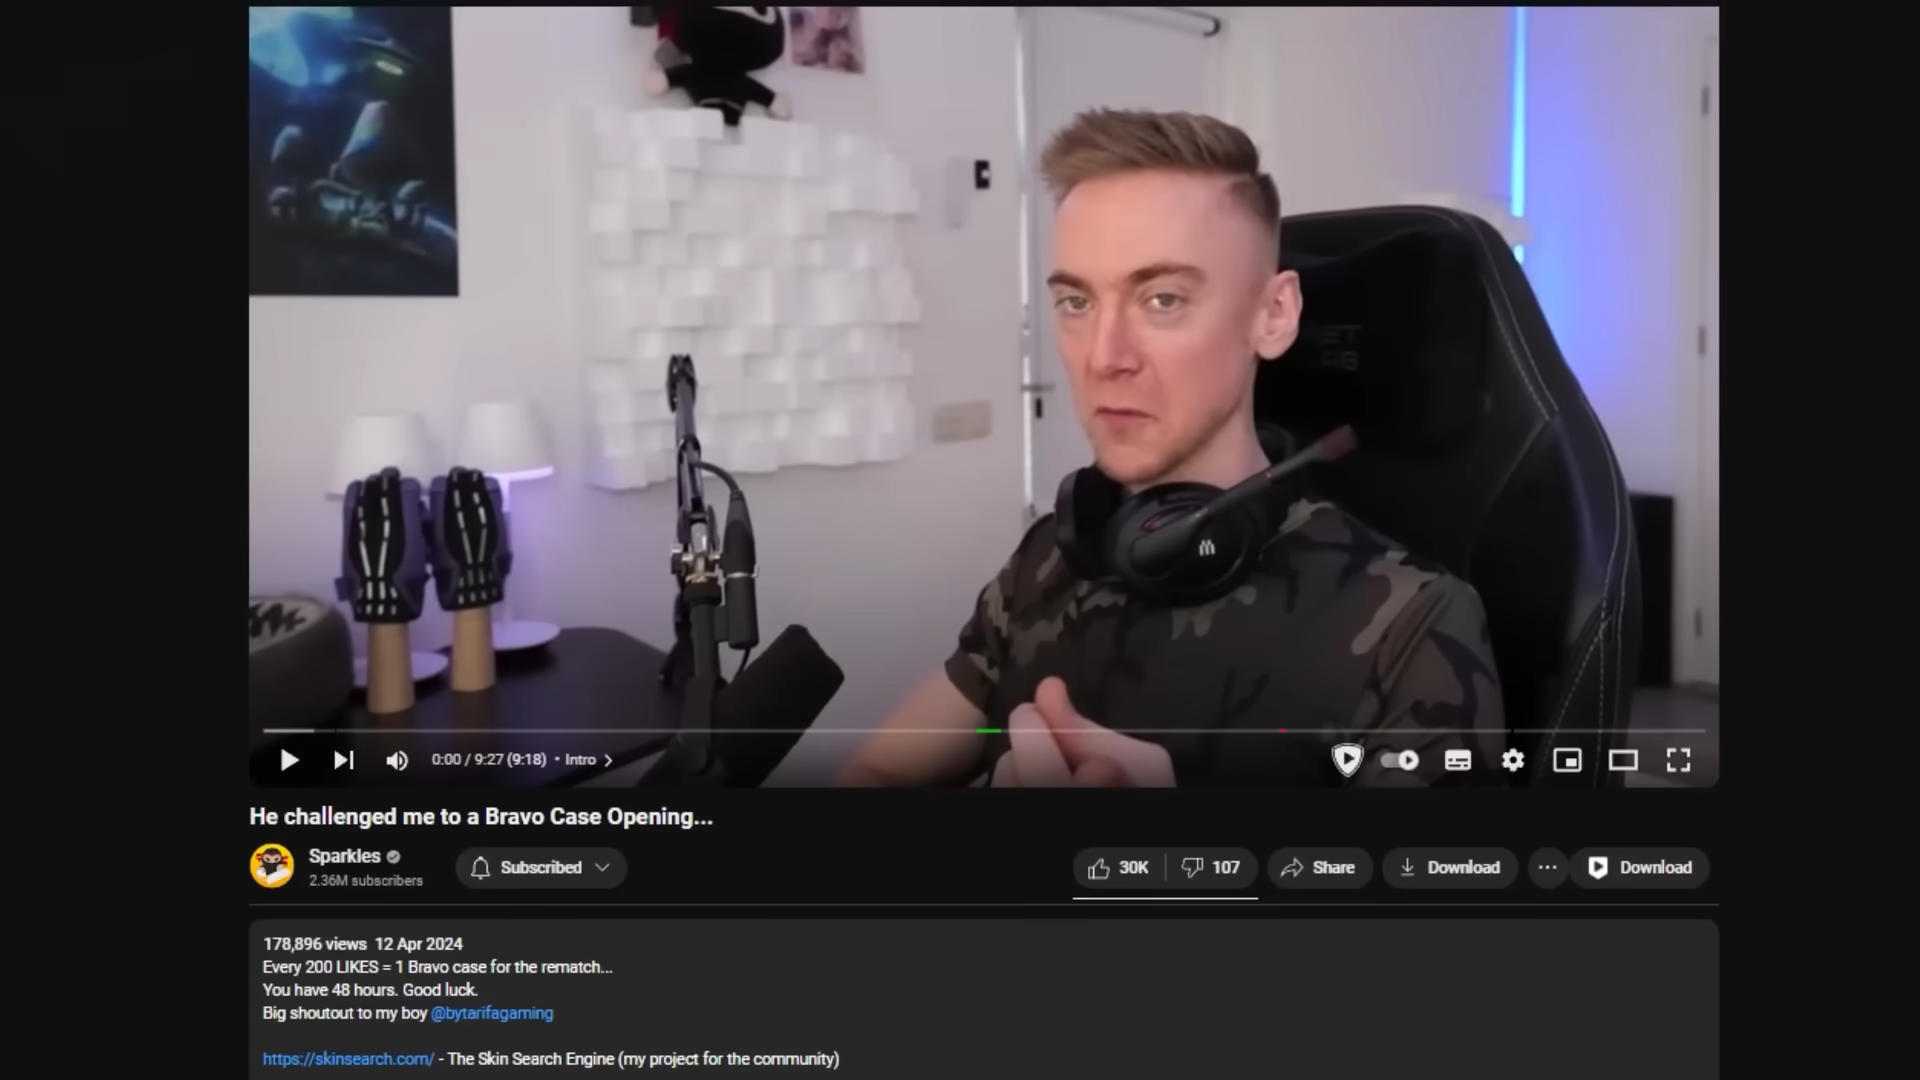 0:00 / 9:27 (9:18) • Intro
He challenged me to a Bravo Case Opening...
Sparkles
2.36M subscribers
Subscribed
30K
107
Share
Download
Download
178,896 views 12 Apr 2024
Every 200 LIKES = 1 Bravo case for the rematch...
You have 48 hours. Good luck.
Big shoutout to my boy @bytarifagaming
https://skinsearch.com/ - The Skin Search Engine (my project for the community)